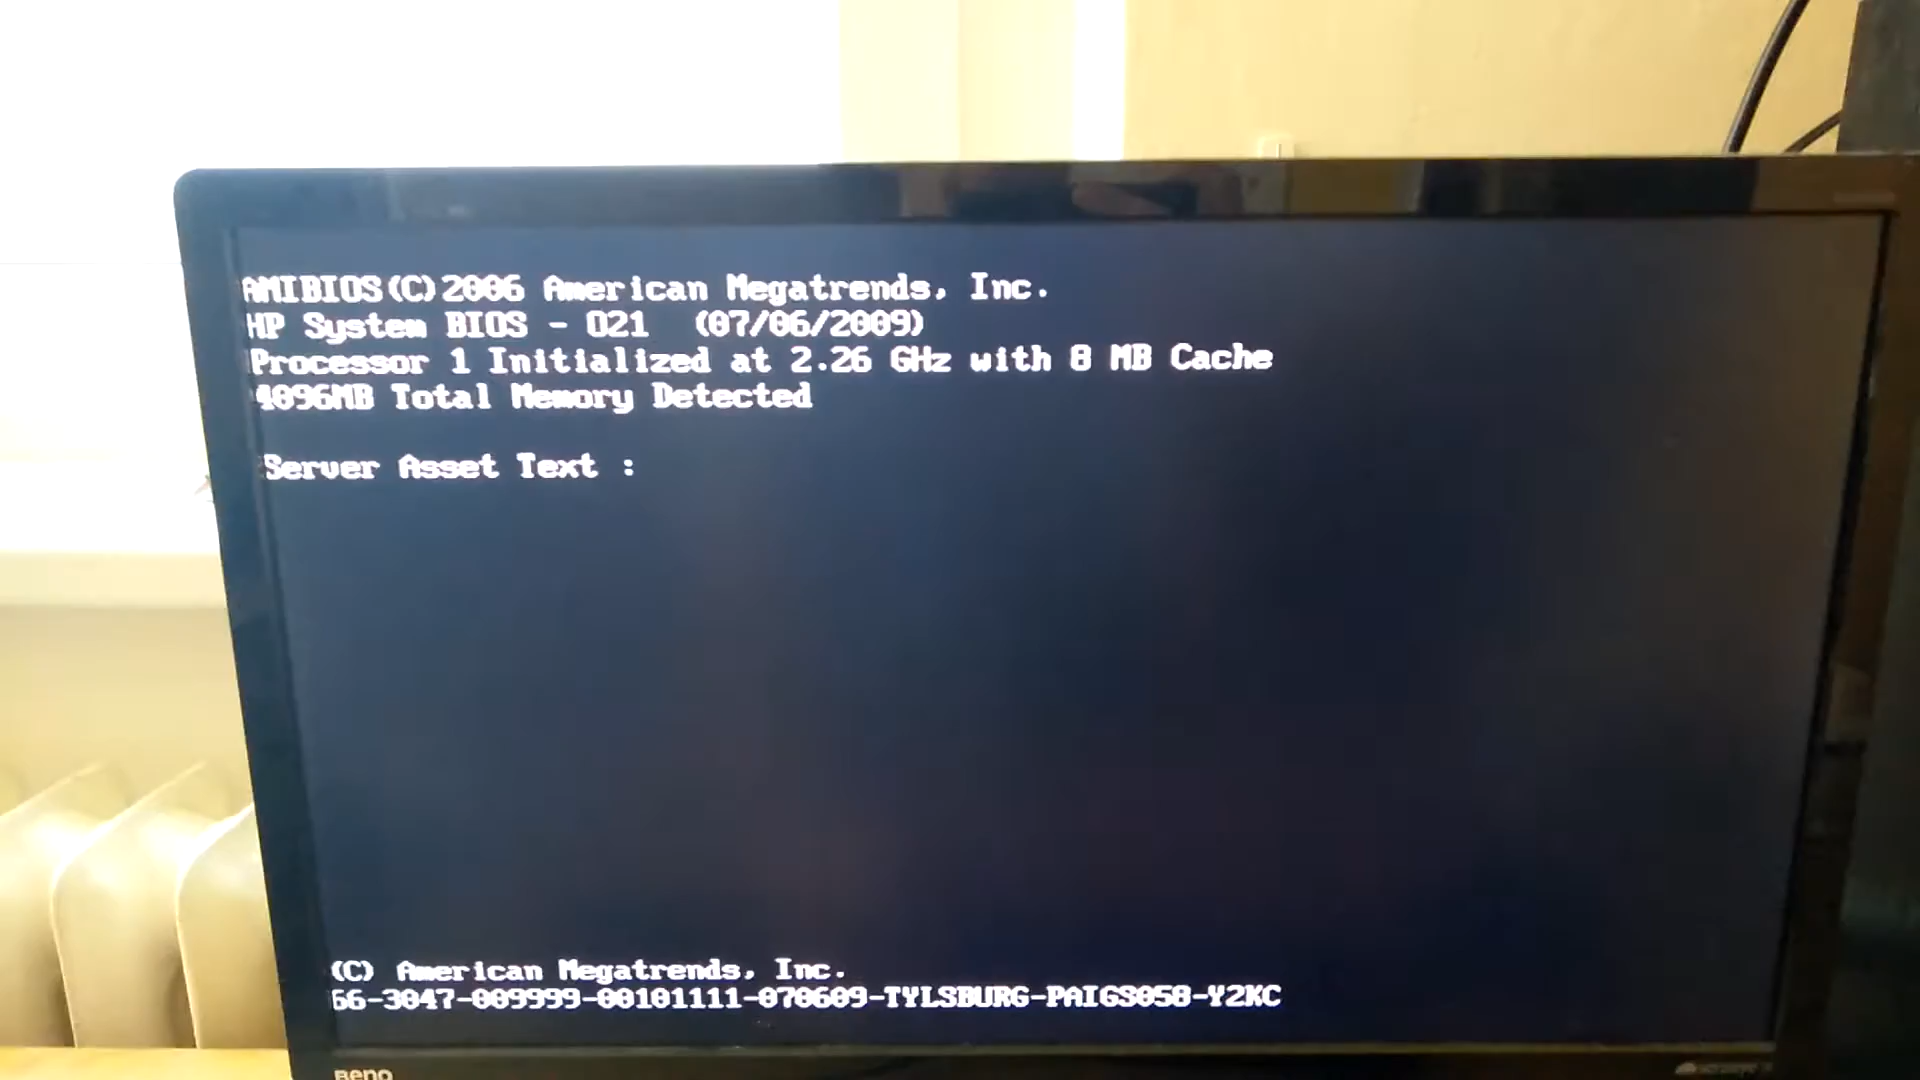 AMIBIOS(C)2006 American Megatrends, Inc.
HP System BIOS - O21 (07/06/2009)
Processor 1 Initialized at 2.26 GHz with 8 MB Cache
4096MB Total Memory Detected
Server Asset Text :
(C) American Megatrends, Inc.
66-3047-009999-00101111-070609-TYLSBURG-PAIGS058-Y2KC
BenQ